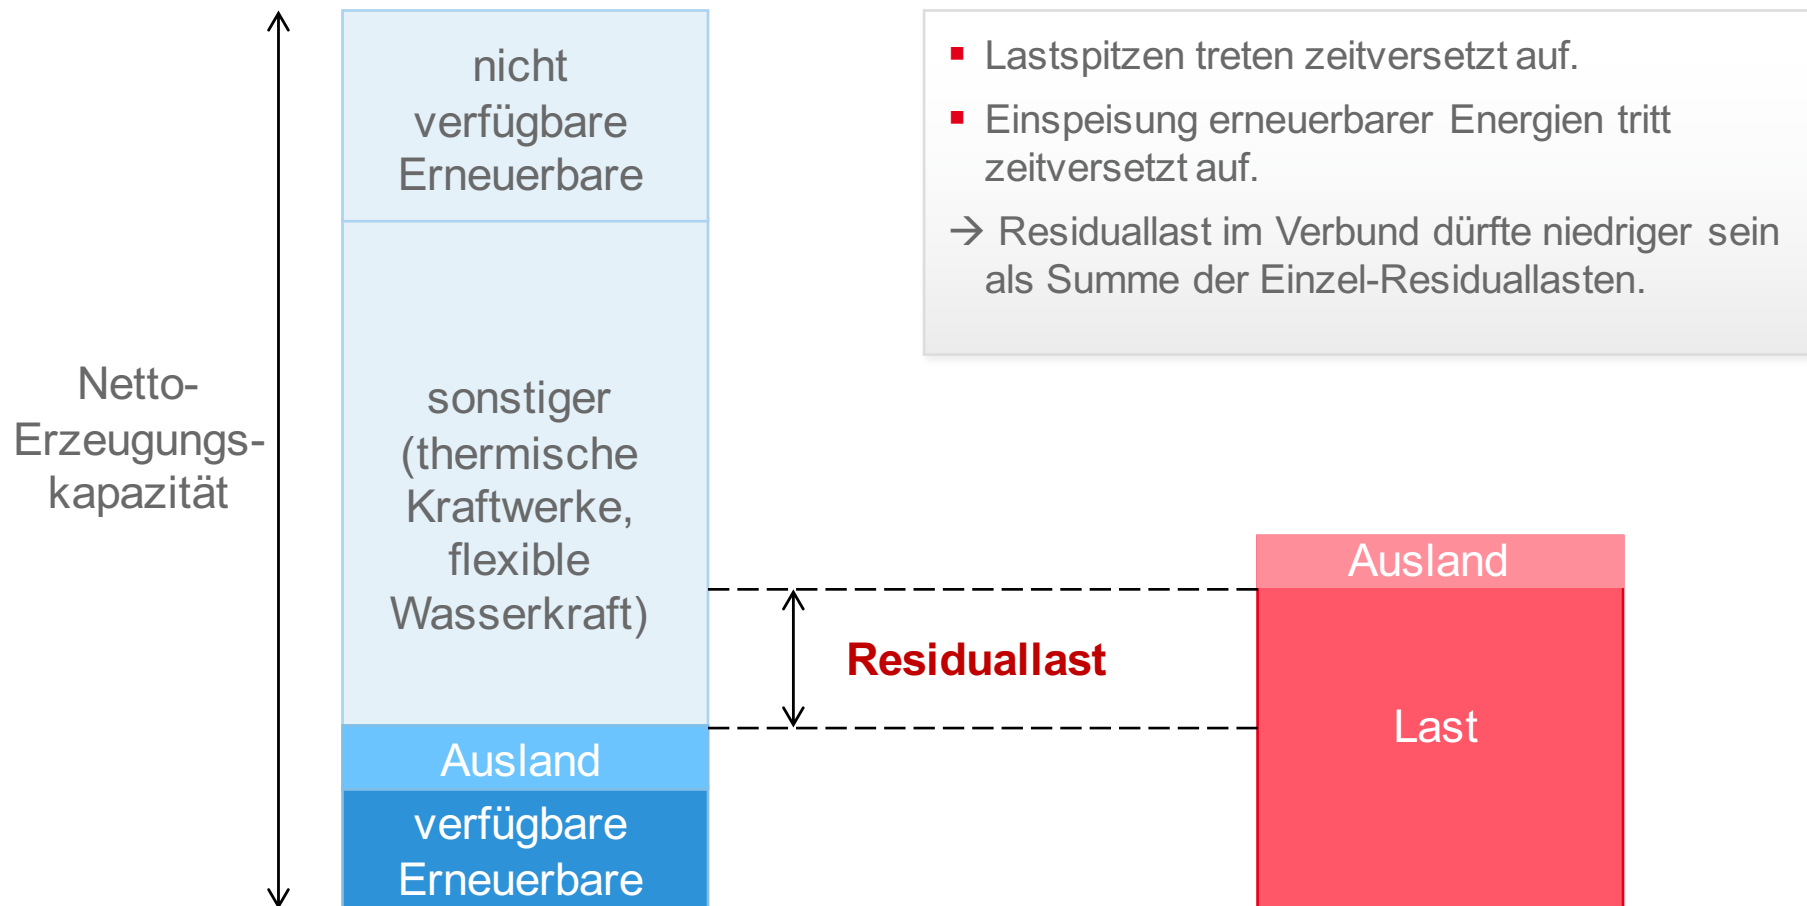 Netto-
Erzeugungs-
kapazität
nicht
verfügbare
Erneuerbare
sonstiger
(thermische
Kraftwerke,
flexible
Wasserkraft)
Ausland
verfügbare
Erneuerbare
▪ Lastspitzen treten zeitversetzt auf.
▪ Einspeisung erneuerbarer Energien tritt
zeitversetzt auf.
→ Residuallast im Verbund dürfte niedriger sein
als Summe der Einzel-Residuallasten.
Residuallast
Ausland
Last